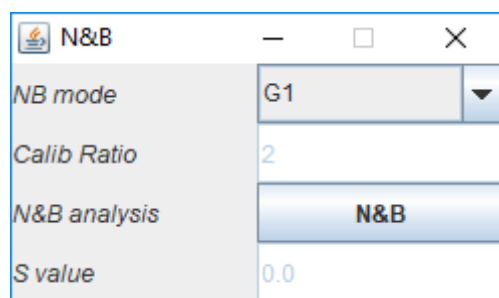 N&B
NB mode G1
Calib Ratio 2
N&B analysis N&B
S value 0.0